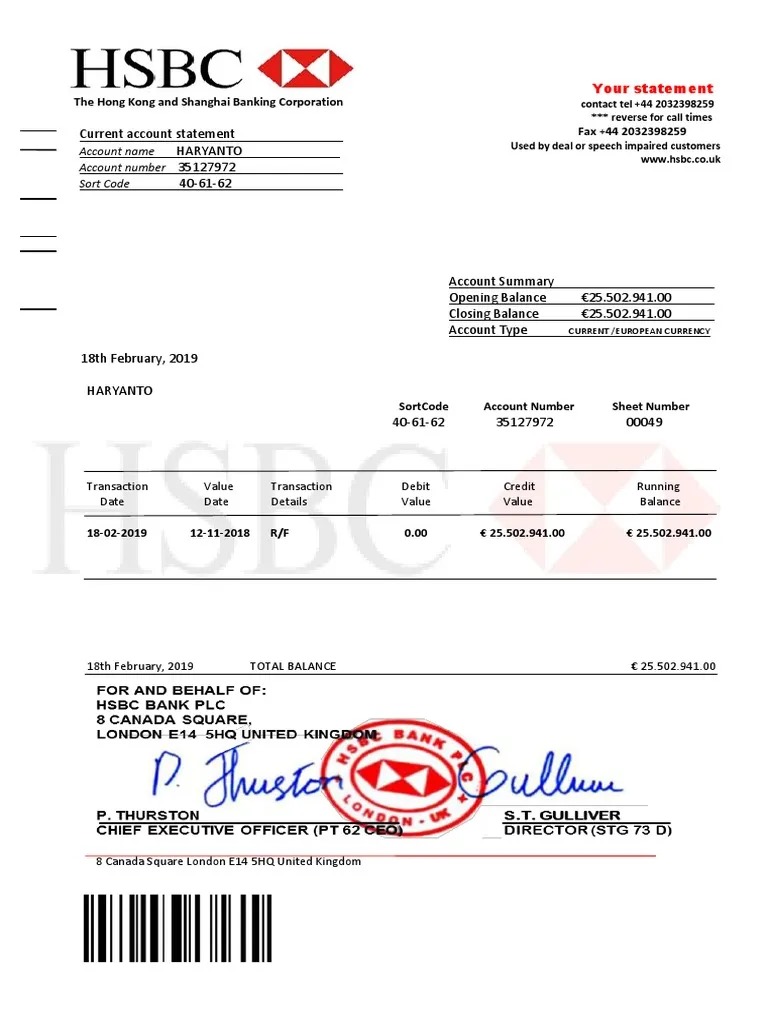 HSBC
The Hong Kong and Shanghai Banking Corporation
Your statement
contact tel +44 2032398259
*** reverse for call times
Fax +44 2032398259
Used by deal or speech impaired customers
www.hsbc.co.uk
Current account statement
Account name HARYANTO
Account number 35127972
Sort Code 40-61-62
Account Summary
Opening Balance €25.502.941.00
Closing Balance €25.502.941.00
Account Type CURRENT /EUROPEAN CURRENCY
18th February, 2019
HARYANTO
SortCode Account Number Sheet Number
40-61-62 35127972 00049
HSBC
Transaction Value Transaction Debit Credit Running
Date Date Details Value Value Balance
18-02-2019 12-11-2018 R/F 0.00 € 25.502.941.00 € 25.502.941.00
18th February, 2019 TOTAL BALANCE € 25.502.941.00
FOR AND BEHALF OF:
HSBC BANK PLC
8 CANADA SQUARE,
LONDON E14 5HQ UNITED KINGDOM
HSBC BANK PLC
LONDON - UK
P. Thurston Gulliver
P. THURSTON S.T. GULLIVER
CHIEF EXECUTIVE OFFICER (PT 62 CEO) DIRECTOR (STG 73 D)
8 Canada Square London E14 5HQ United Kingdom